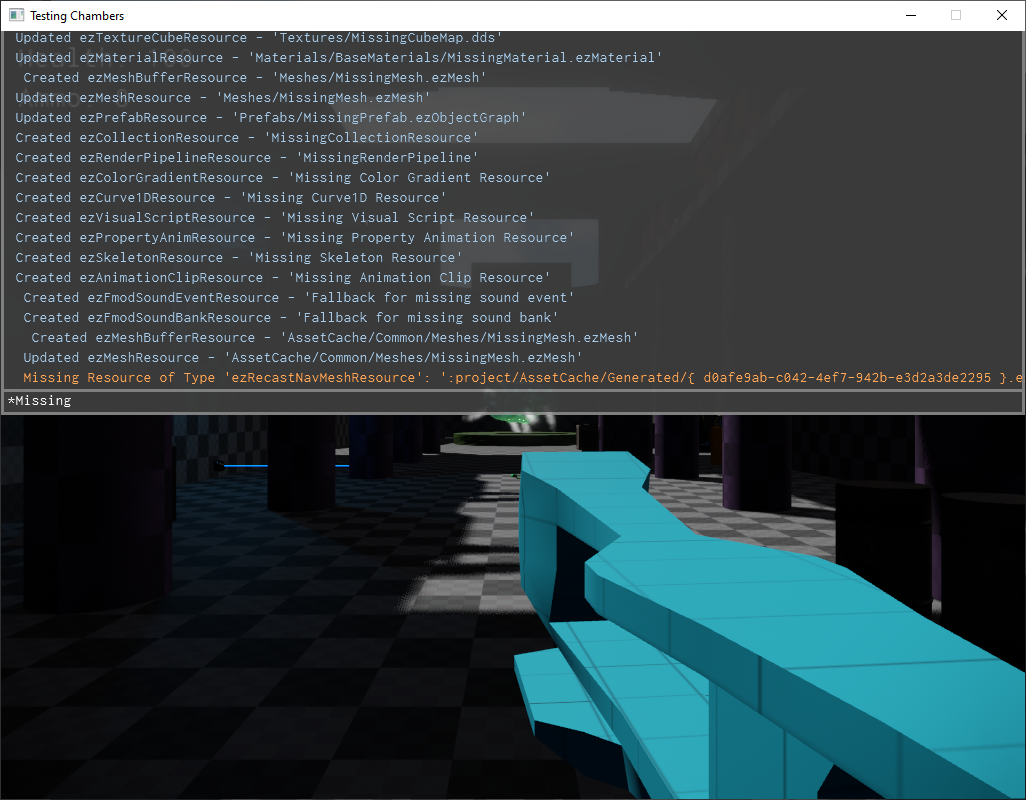 Testing Chambers
Updated ezTextureCubeResource - 'Textures/MissingCubeMap.dds'
Health: 100
Updated ezMaterialResource - 'Materials/BaseMaterials/MissingMaterial.ezMaterial'
Created ezMeshBufferResource - 'Meshes/MissingMesh.ezMesh'
Updated ezMeshResource - 'Meshes/MissingMesh.ezMesh'
Ammo: 0
Updated ezPrefabResource - 'Prefabs/MissingPrefab.ezObjectGraph'
Created ezCollectionResource - 'MissingCollectionResource'
Created ezRenderPipelineResource - 'MissingRenderPipeline'
Created ezColorGradientResource - 'Missing Color Gradient Resource'
Created ezCurve1DResource - 'Missing Curve1D Resource'
Created ezVisualScriptResource - 'Missing Visual Script Resource'
Created ezPropertyAnimResource - 'Missing Property Animation Resource'
Created ezSkeletonResource - 'Missing Skeleton Resource'
Created ezAnimationClipResource - 'Missing Animation Clip Resource'
Created ezFmodSoundEventResource - 'Fallback for missing sound event'
Created ezFmodSoundBankResource - 'Fallback for missing sound bank'
Created ezMeshBufferResource - 'AssetCache/Common/Meshes/MissingMesh.ezMesh'
Updated ezMeshResource - 'AssetCache/Common/Meshes/MissingMesh.ezMesh'
Missing Resource of Type 'ezRecastNavMeshResource': ':project/AssetCache/Generated/{ d0afe9ab-c042-4ef7-942b-e3d2a3de2295 }.e
*Missing